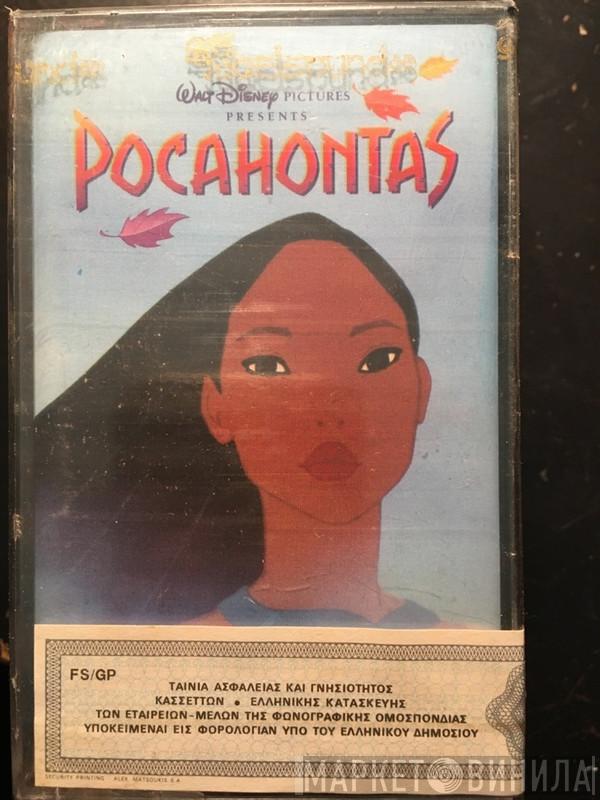 WALT DISNEY PICTURES
PRESENTS
POCAHONTAS
FS/GP
ΤΑΙΝΙΑ ΑΣΦΑΛΕΙΑΣ ΚΑΙ ΓΝΗΣΙΟΤΗΤΟΣ
ΚΑΣΣΕΤΤΩΝ • ΕΛΛΗΝΙΚΗΣ ΚΑΤΑΣΚΕΥΗΣ
ΤΩΝ ΕΤΑΙΡΕΙΩΝ-ΜΕΛΩΝ ΤΗΣ ΦΩΝΟΓΡΑΦΙΚΗΣ ΟΜΟΣΠΟΝΔΙΑΣ
ΥΠΟΚΕΙΜΕΝΑΙ ΕΙΣ ΦΟΡΟΛΟΓΙΑΝ ΥΠΟ ΤΟΥ ΕΛΛΗΝΙΚΟΥ ΔΗΜΟΣΙΟΥ
SECURITY PRINTING ALEX. MATSOUKIS S.A.
МАРКЕТ ВИНИЛА